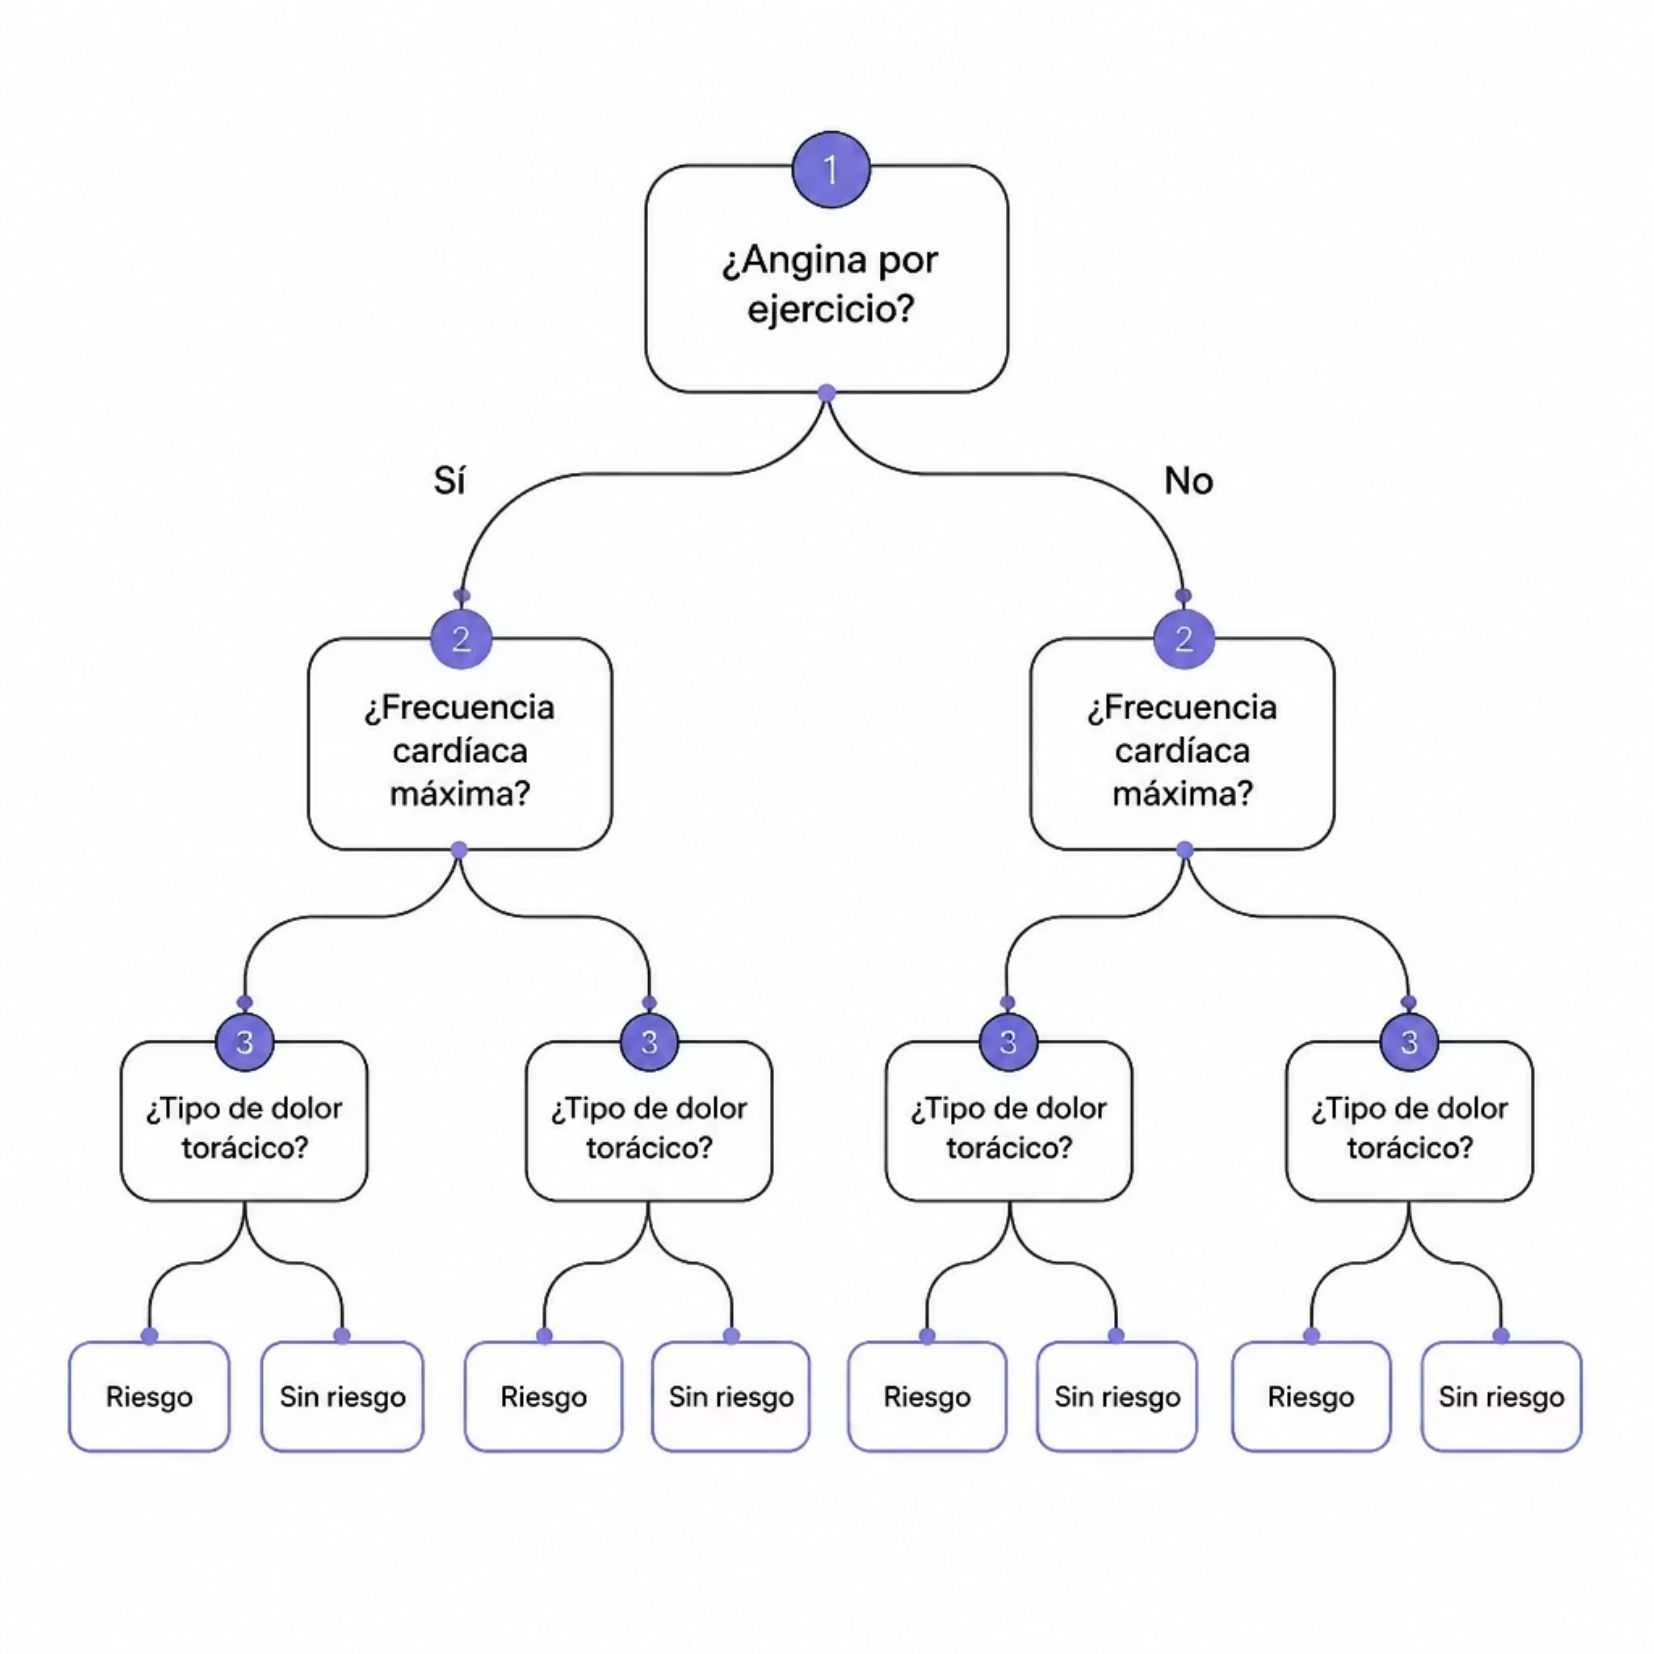 1
¿Angina por
ejercicio?
Sí
No
2
¿Frecuencia
cardíaca
máxima?
2
¿Frecuencia
cardíaca
máxima?
3
¿Tipo de dolor
torácico?
3
¿Tipo de dolor
torácico?
3
¿Tipo de dolor
torácico?
3
¿Tipo de dolor
torácico?
Riesgo
Sin riesgo
Riesgo
Sin riesgo
Riesgo
Sin riesgo
Riesgo
Sin riesgo